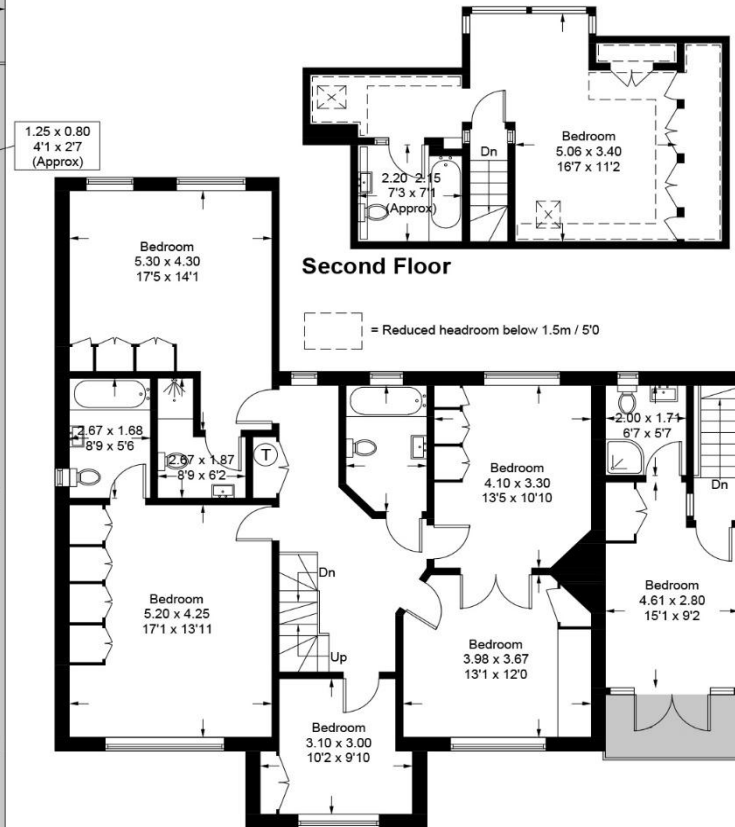 1.25 x 0.80
4'1 x 2'7
(Approx)
Bedroom
5.06 x 3.40
16'7 x 11'2
Dn
2.20 2.15
7'3 x 7'1
(Approx)
Second Floor
= Reduced headroom below 1.5m / 5'0
Bedroom
5.30 x 4.30
17'5 x 14'1
2.67 x 1.68
8'9 x 5'6
2.67 x 1.87
8'9 x 6'2
T
Bedroom
4.10 x 3.30
13'5 x 10'10
2.00 x 1.71
6'7 x 5'7
Dn
Bedroom
5.20 x 4.25
17'1 x 13'11
Dn
Up
Bedroom
3.98 x 3.67
13'1 x 12'0
Bedroom
4.61 x 2.80
15'1 x 9'2
Bedroom
3.10 x 3.00
10'2 x 9'10